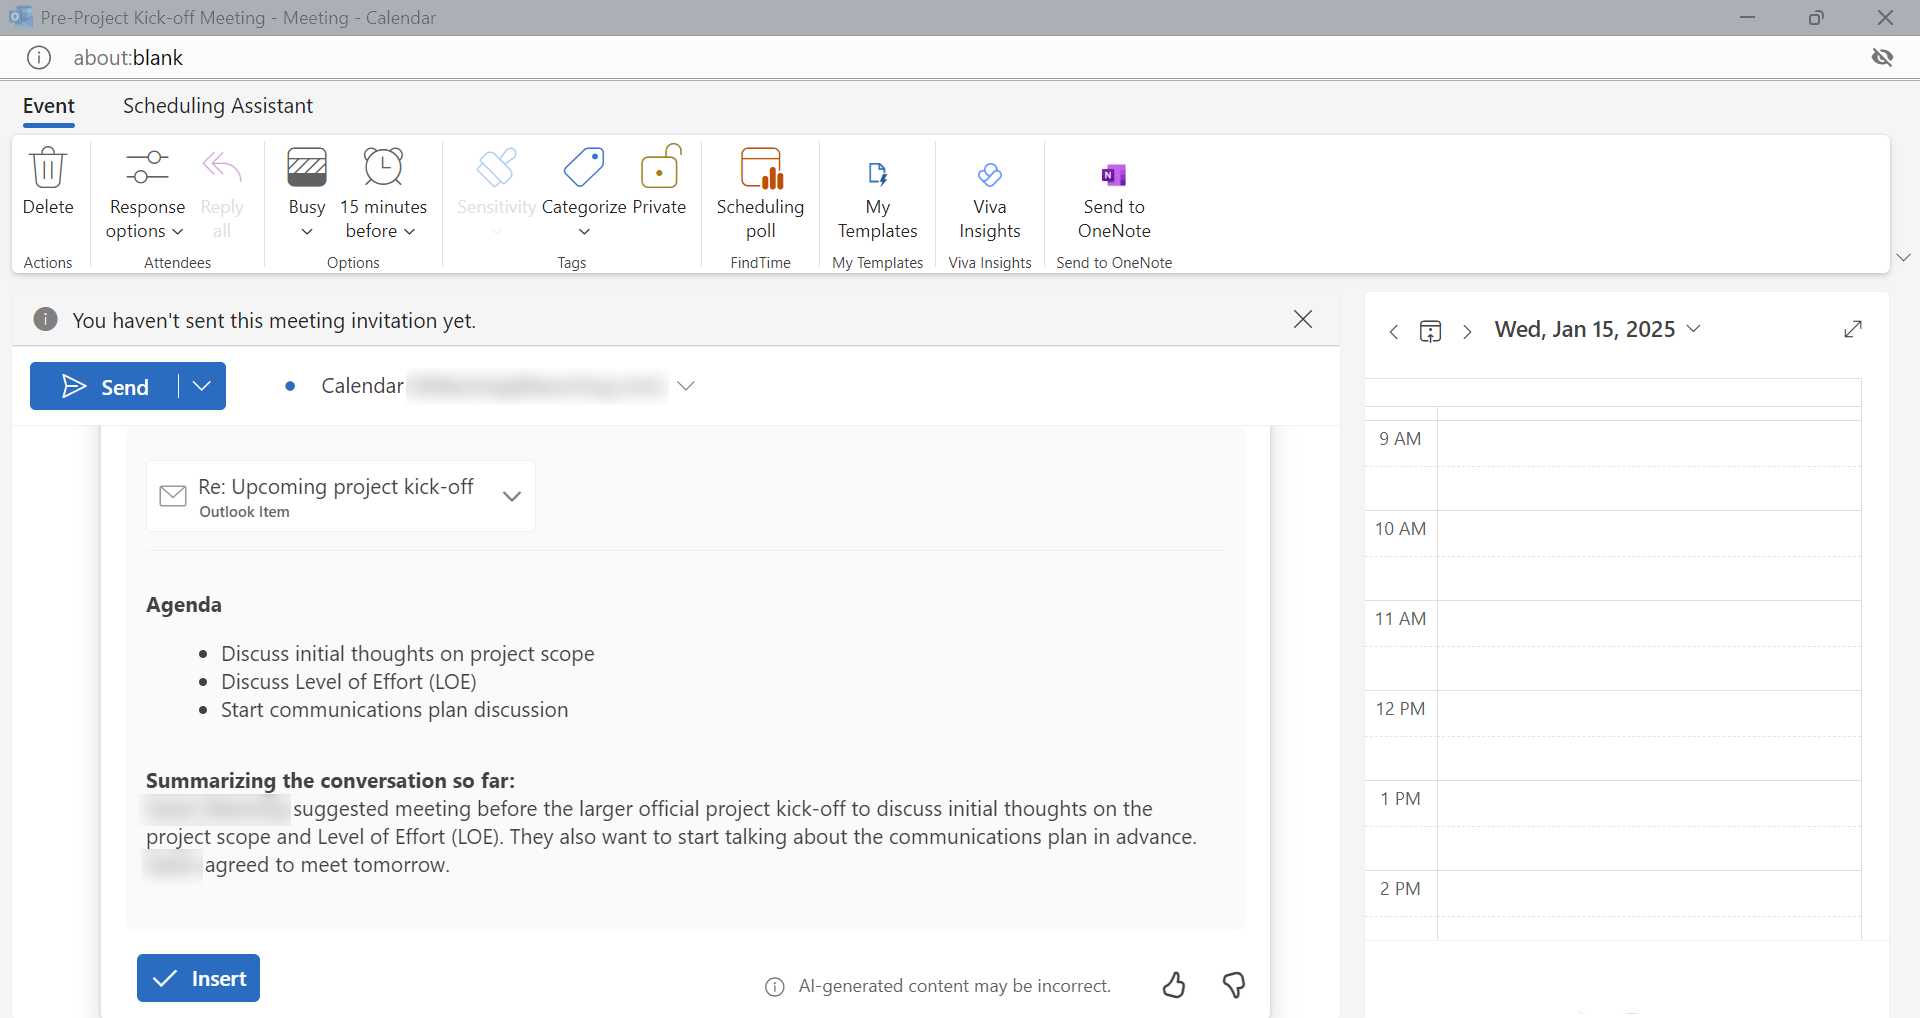 Pre-Project Kick-off Meeting - Meeting - Calendar
about:blank
Event Scheduling Assistant
Delete
Response options
Reply all
Busy
15 minutes before
Sensitivity
Categorize
Private
Scheduling poll
My Templates
Viva Insights
Send to OneNote
Actions Attendees Options Tags FindTime My Templates Viva Insights Send to OneNote
You haven't sent this meeting invitation yet.
Send
Calendar
Re: Upcoming project kick-off
Outlook Item
Agenda
• Discuss initial thoughts on project scope
• Discuss Level of Effort (LOE)
• Start communications plan discussion
Summarizing the conversation so far:
suggested meeting before the larger official project kick-off to discuss initial thoughts on the
project scope and Level of Effort (LOE). They also want to start talking about the communications plan in advance.
agreed to meet tomorrow.
Insert
AI-generated content may be incorrect.
Wed, Jan 15, 2025
9 AM
10 AM
11 AM
12 PM
1 PM
2 PM